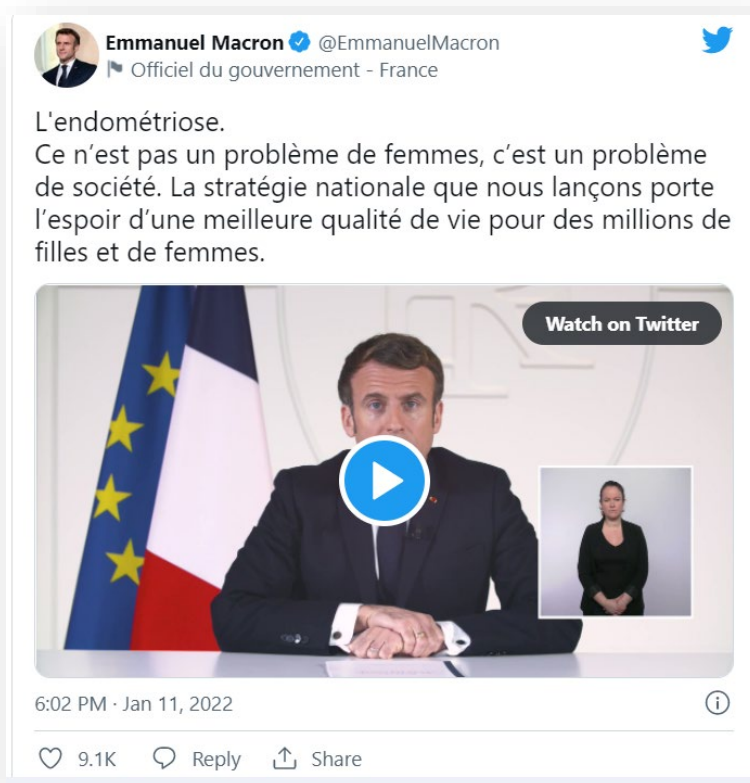 Emmanuel Macron @EmmanuelMacron
Officiel du gouvernement - France
L'endométriose.
Ce n’est pas un problème de femmes, c’est un problème
de société. La stratégie nationale que nous lançons porte
l’espoir d’une meilleure qualité de vie pour des millions de
filles et de femmes.
Watch on Twitter
6:02 PM · Jan 11, 2022
9.1K Reply Share